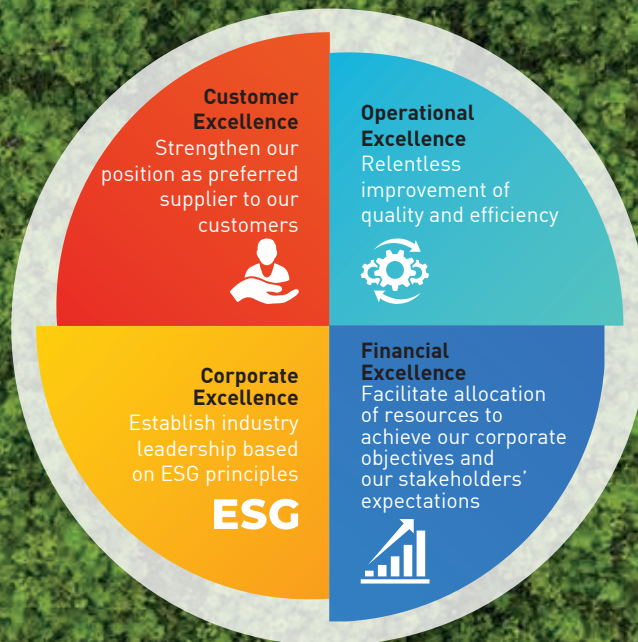 Customer
Excellence
Strengthen our
position as preferred
supplier to our
customers
Operational
Excellence
Relentless
improvement of
quality and efficiency
Corporate
Excellence
Establish industry
leadership based
on ESG principles
ESG
Financial
Excellence
Facilitate allocation
of resources to
achieve our corporate
objectives and
our stakeholders’
expectations